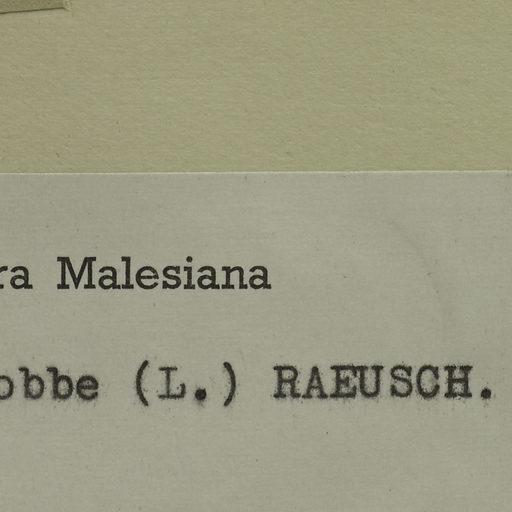 ra Malesiana
obbe (L.) RAEUSCH.